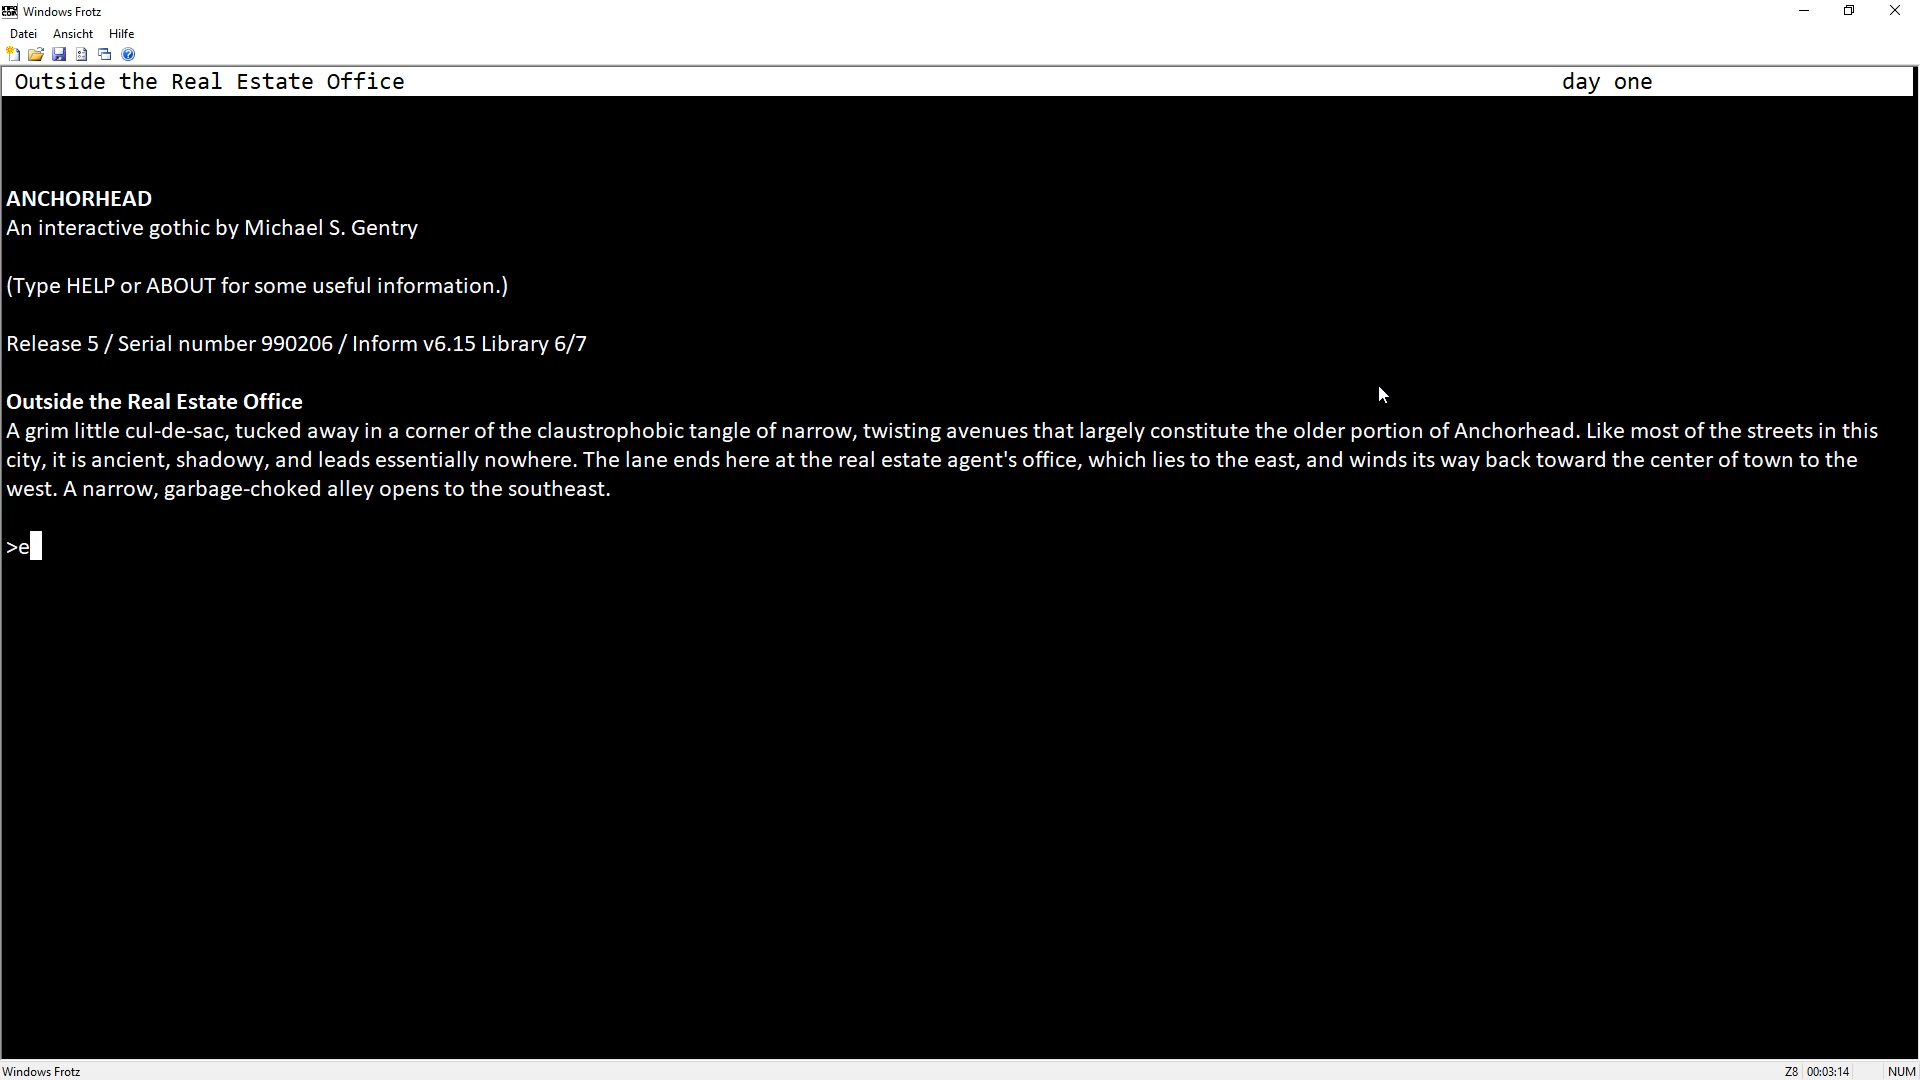 Windows Frotz
Datei Ansicht Hilfe
Outside the Real Estate Office day one
ANCHORHEAD
An interactive gothic by Michael S. Gentry
(Type HELP or ABOUT for some useful information.)
Release 5 / Serial number 990206 / Inform v6.15 Library 6/7
Outside the Real Estate Office
A grim little cul-de-sac, tucked away in a corner of the claustrophobic tangle of narrow, twisting avenues that largely constitute the older portion of Anchorhead. Like most of the streets in this
city, it is ancient, shadowy, and leads essentially nowhere. The lane ends here at the real estate agent's office, which lies to the east, and winds its way back toward the center of town to the
west. A narrow, garbage-choked alley opens to the southeast.
>e
Windows Frotz Z8 00:03:14 NUM